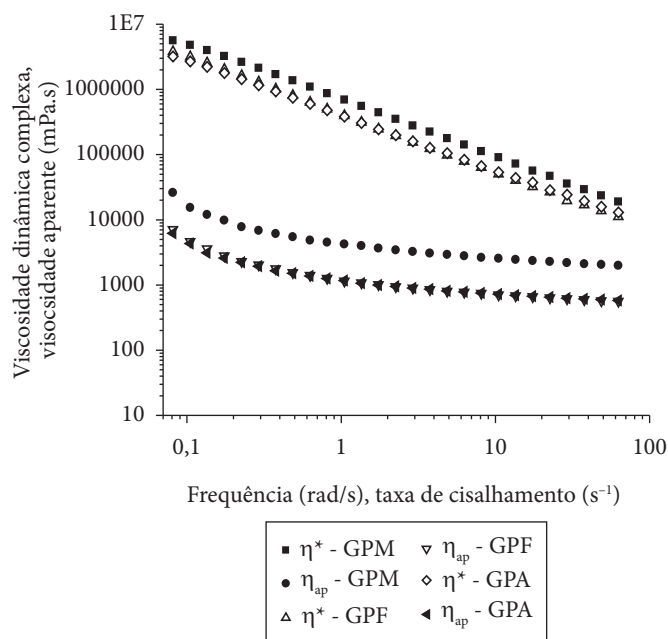 Viscosidade dinâmica complexa,
visocsidade aparente (mPa.s)
1E7
1000000
100000
10000
1000
100
10
0,1
1
10
100
Frequência (rad/s), taxa de cisalhamento (s⁻¹)
η* - GPM
η_ap - GPM
η* - GPF
η_ap - GPF
η* - GPA
η_ap - GPA